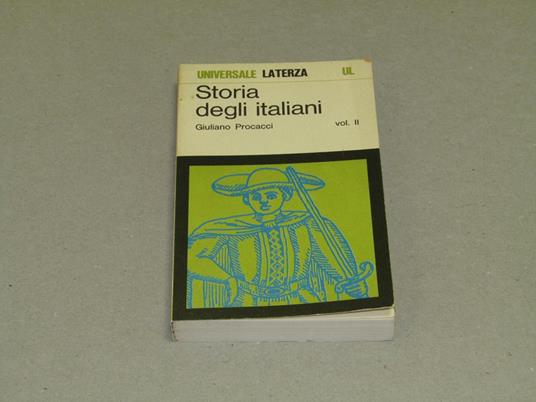 UNIVERSALE LATERZA UL
Storia
degli italiani
Giuliano Procacci vol. II